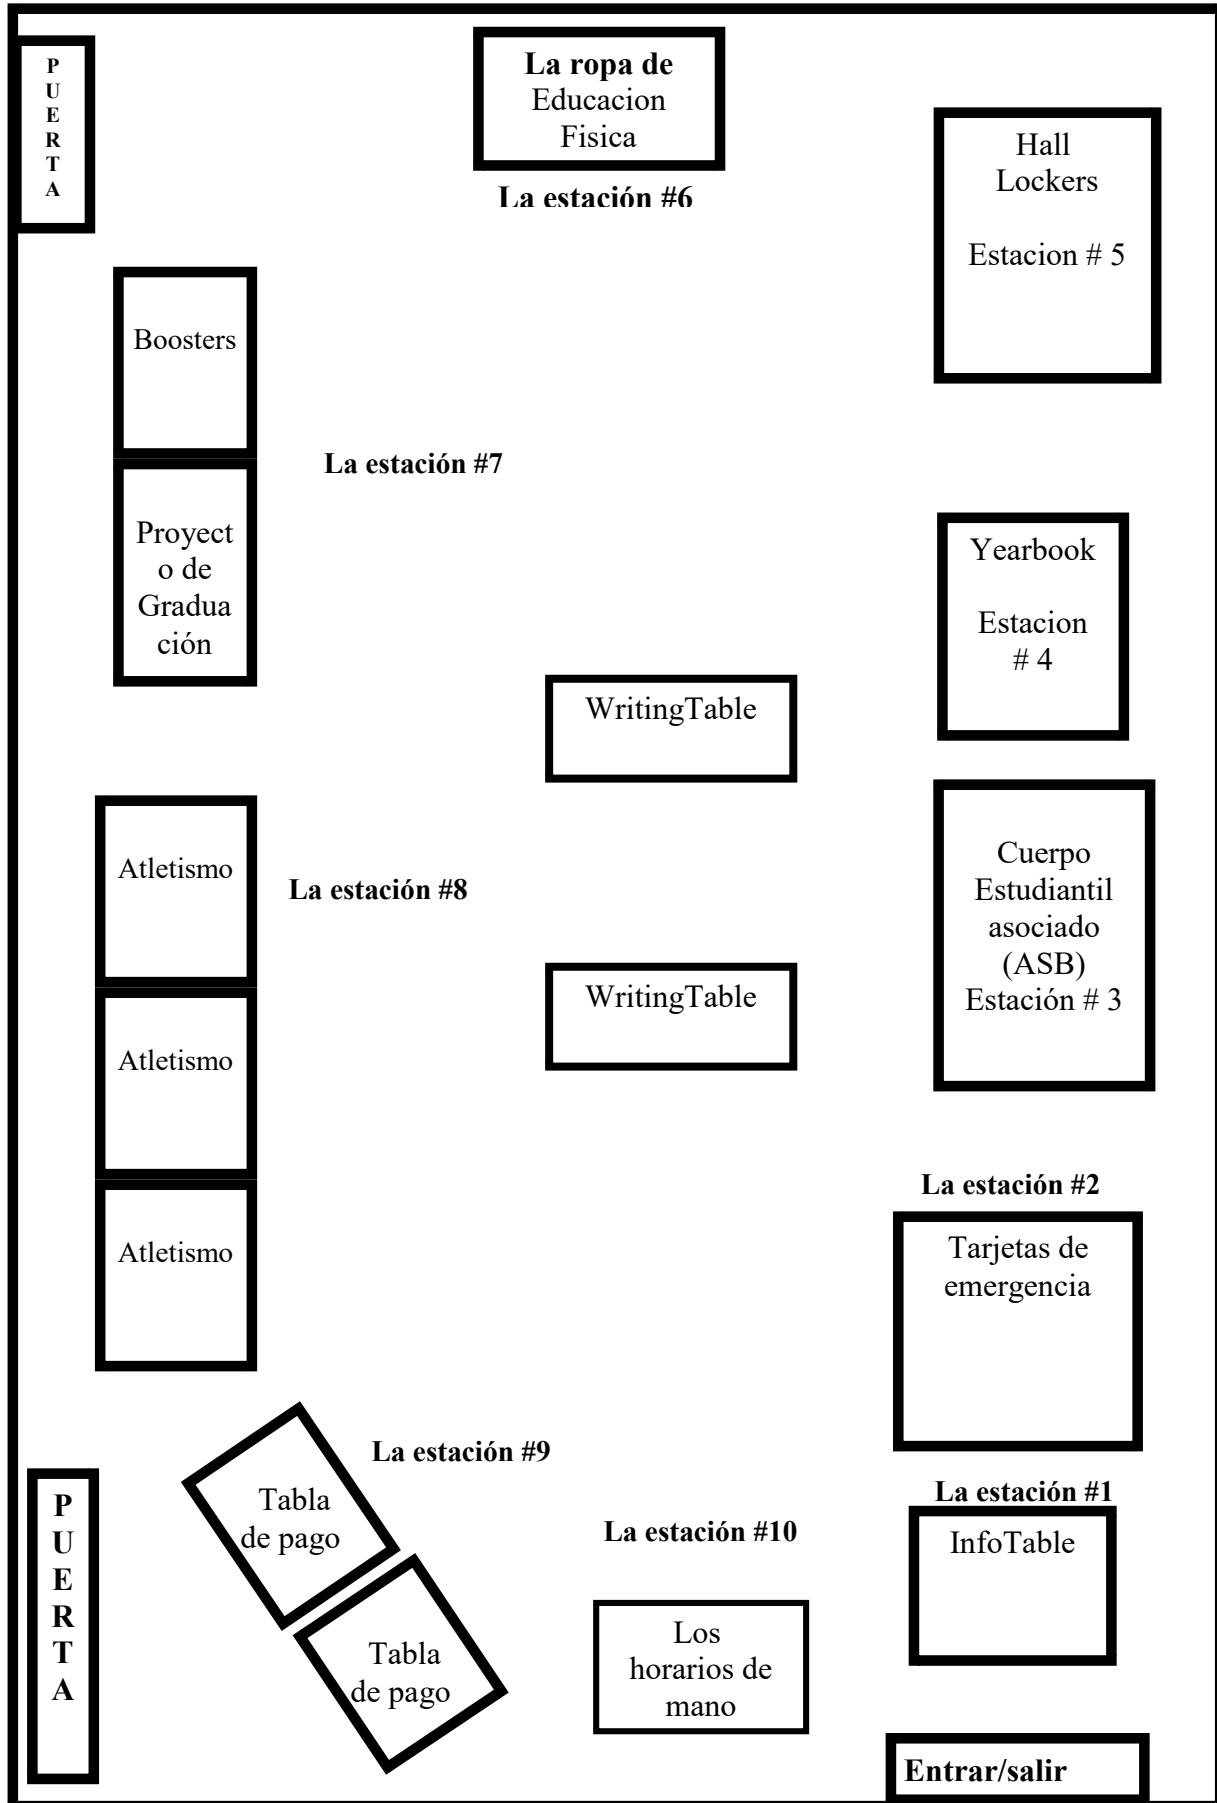 P
U
E
R
T
A
La ropa de
Educacion
Fisica
La estación #6
Hall
Lockers
Estacion # 5
Boosters
La estación #7
Proyect
o de
Gradua
ción
Yearbook
Estacion
# 4
WritingTable
Atletismo
La estación #8
Cuerpo
Estudiantil
asociado
(ASB)
Estación # 3
WritingTable
Atletismo
Atletismo
La estación #2
Tarjetas de
emergencia
La estación #9
Tabla
de pago
Tabla
de pago
La estación #10
Los
horarios de
mano
La estación #1
InfoTable
P
U
E
R
T
A
Entrar/salir